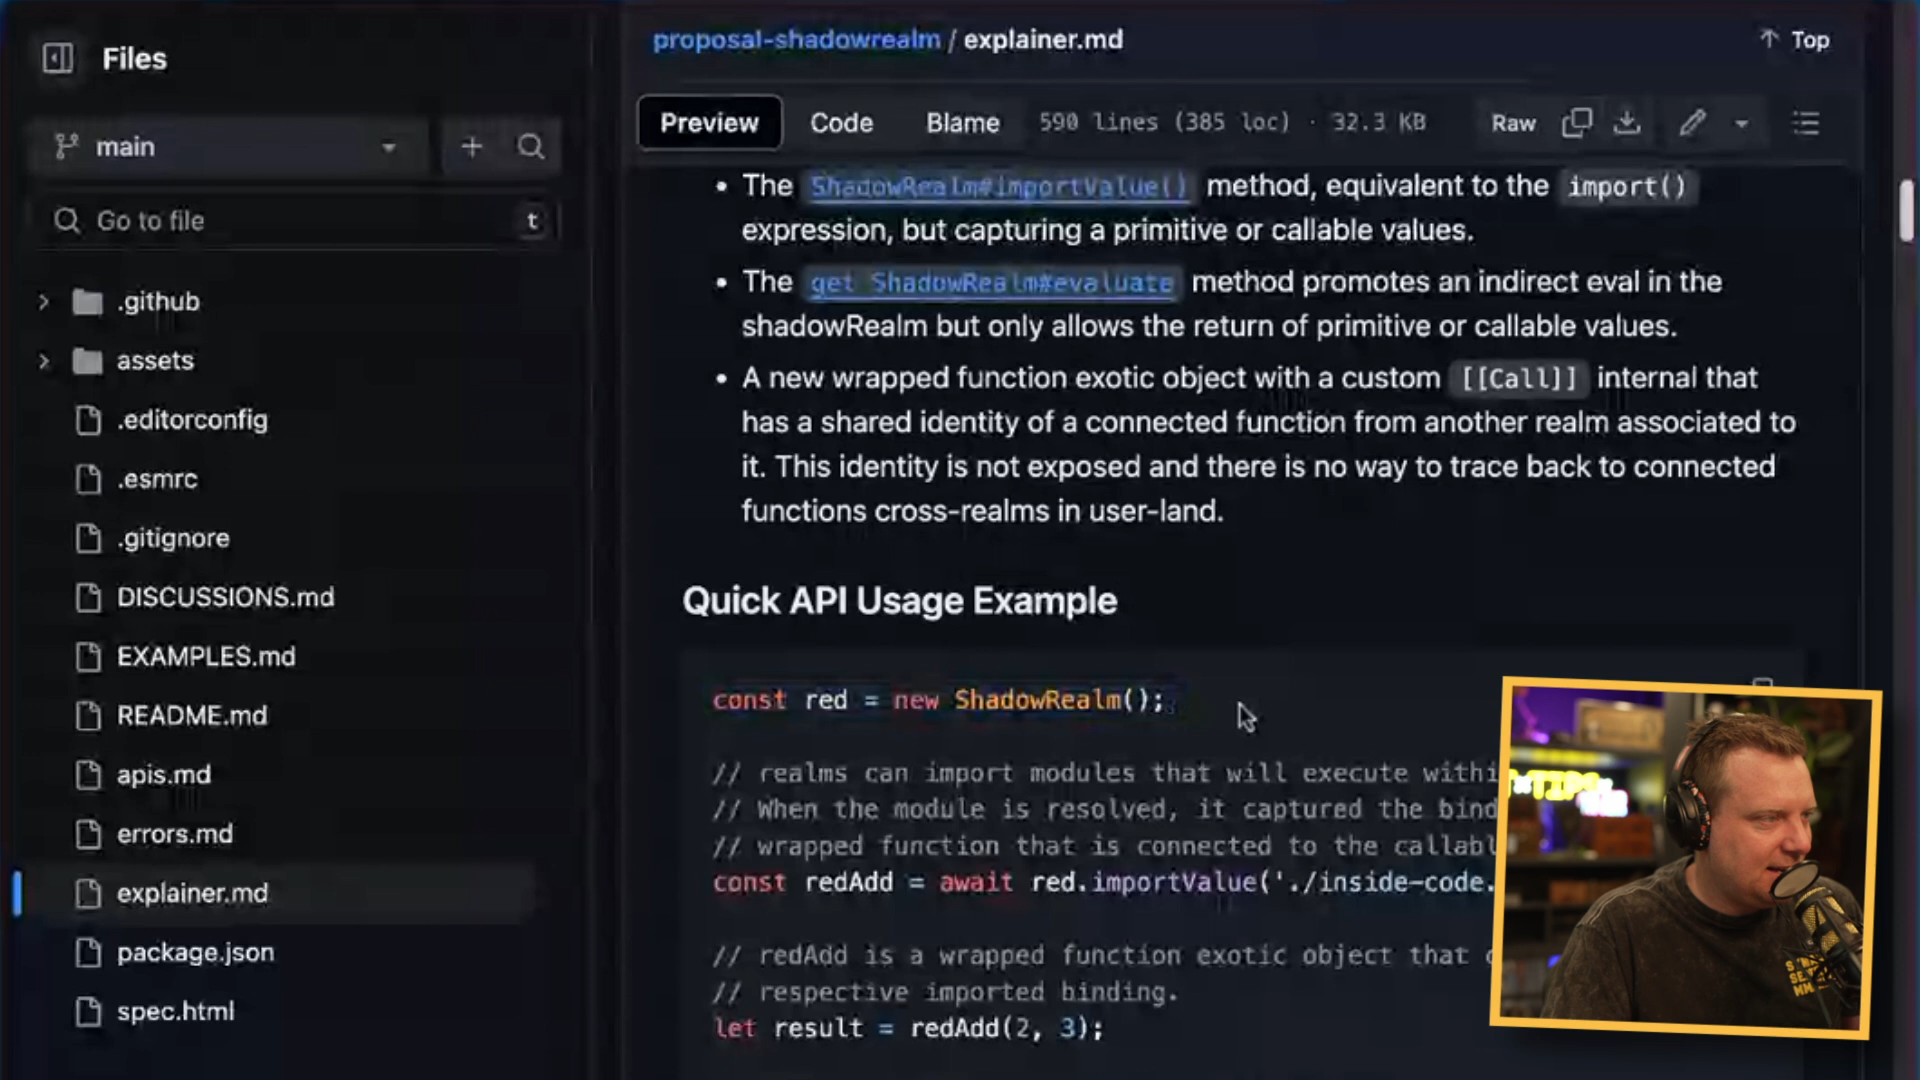 Files
main
Go to file
t
.github
assets
.editorconfig
.esmrc
.gitignore
DISCUSSIONS.md
EXAMPLES.md
README.md
apis.md
errors.md
explainer.md
package.json
spec.html
proposal-shadowrealm / explainer.md
Top
Preview Code Blame 590 lines (385 loc) · 32.3 KB Raw
• The ShadowRealm#importValue() method, equivalent to the import()
expression, but capturing a primitive or callable values.
• The get ShadowRealm#evaluate method promotes an indirect eval in the
shadowRealm but only allows the return of primitive or callable values.
• A new wrapped function exotic object with a custom [[Call]] internal that
has a shared identity of a connected function from another realm associated to
it. This identity is not exposed and there is no way to trace back to connected
functions cross-realms in user-land.
Quick API Usage Example
const red = new ShadowRealm();
// realms can import modules that will execute withi
// When the module is resolved, it captured the bind
// wrapped function that is connected to the callabl
const redAdd = await red.importValue('./inside-code.
// redAdd is a wrapped function exotic object that
// respective imported binding.
let result = redAdd(2, 3);